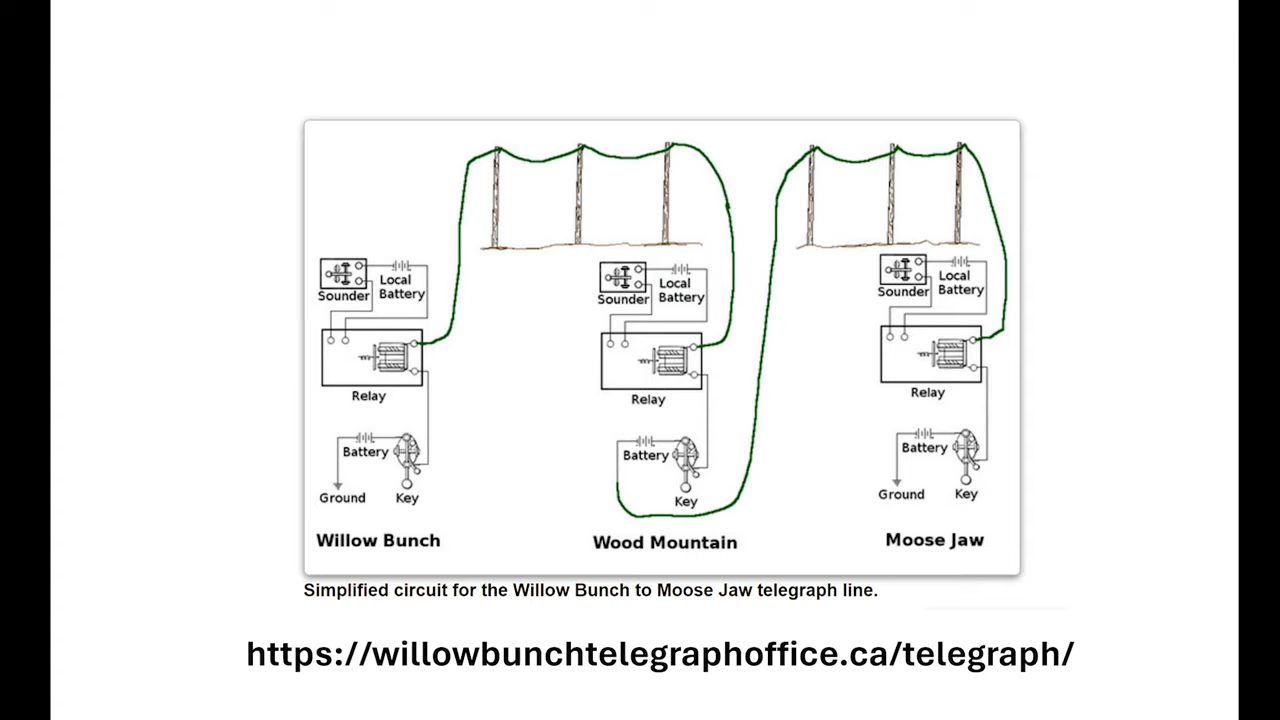 Sounder
Local
Battery
Relay
Battery
Ground
Key
Willow Bunch
Sounder
Local
Battery
Relay
Battery
Key
Wood Mountain
Sounder
Local
Battery
Relay
Battery
Ground
Key
Moose Jaw
Simplified circuit for the Willow Bunch to Moose Jaw telegraph line.
https://willowbunchtelegraphoffice.ca/telegraph/